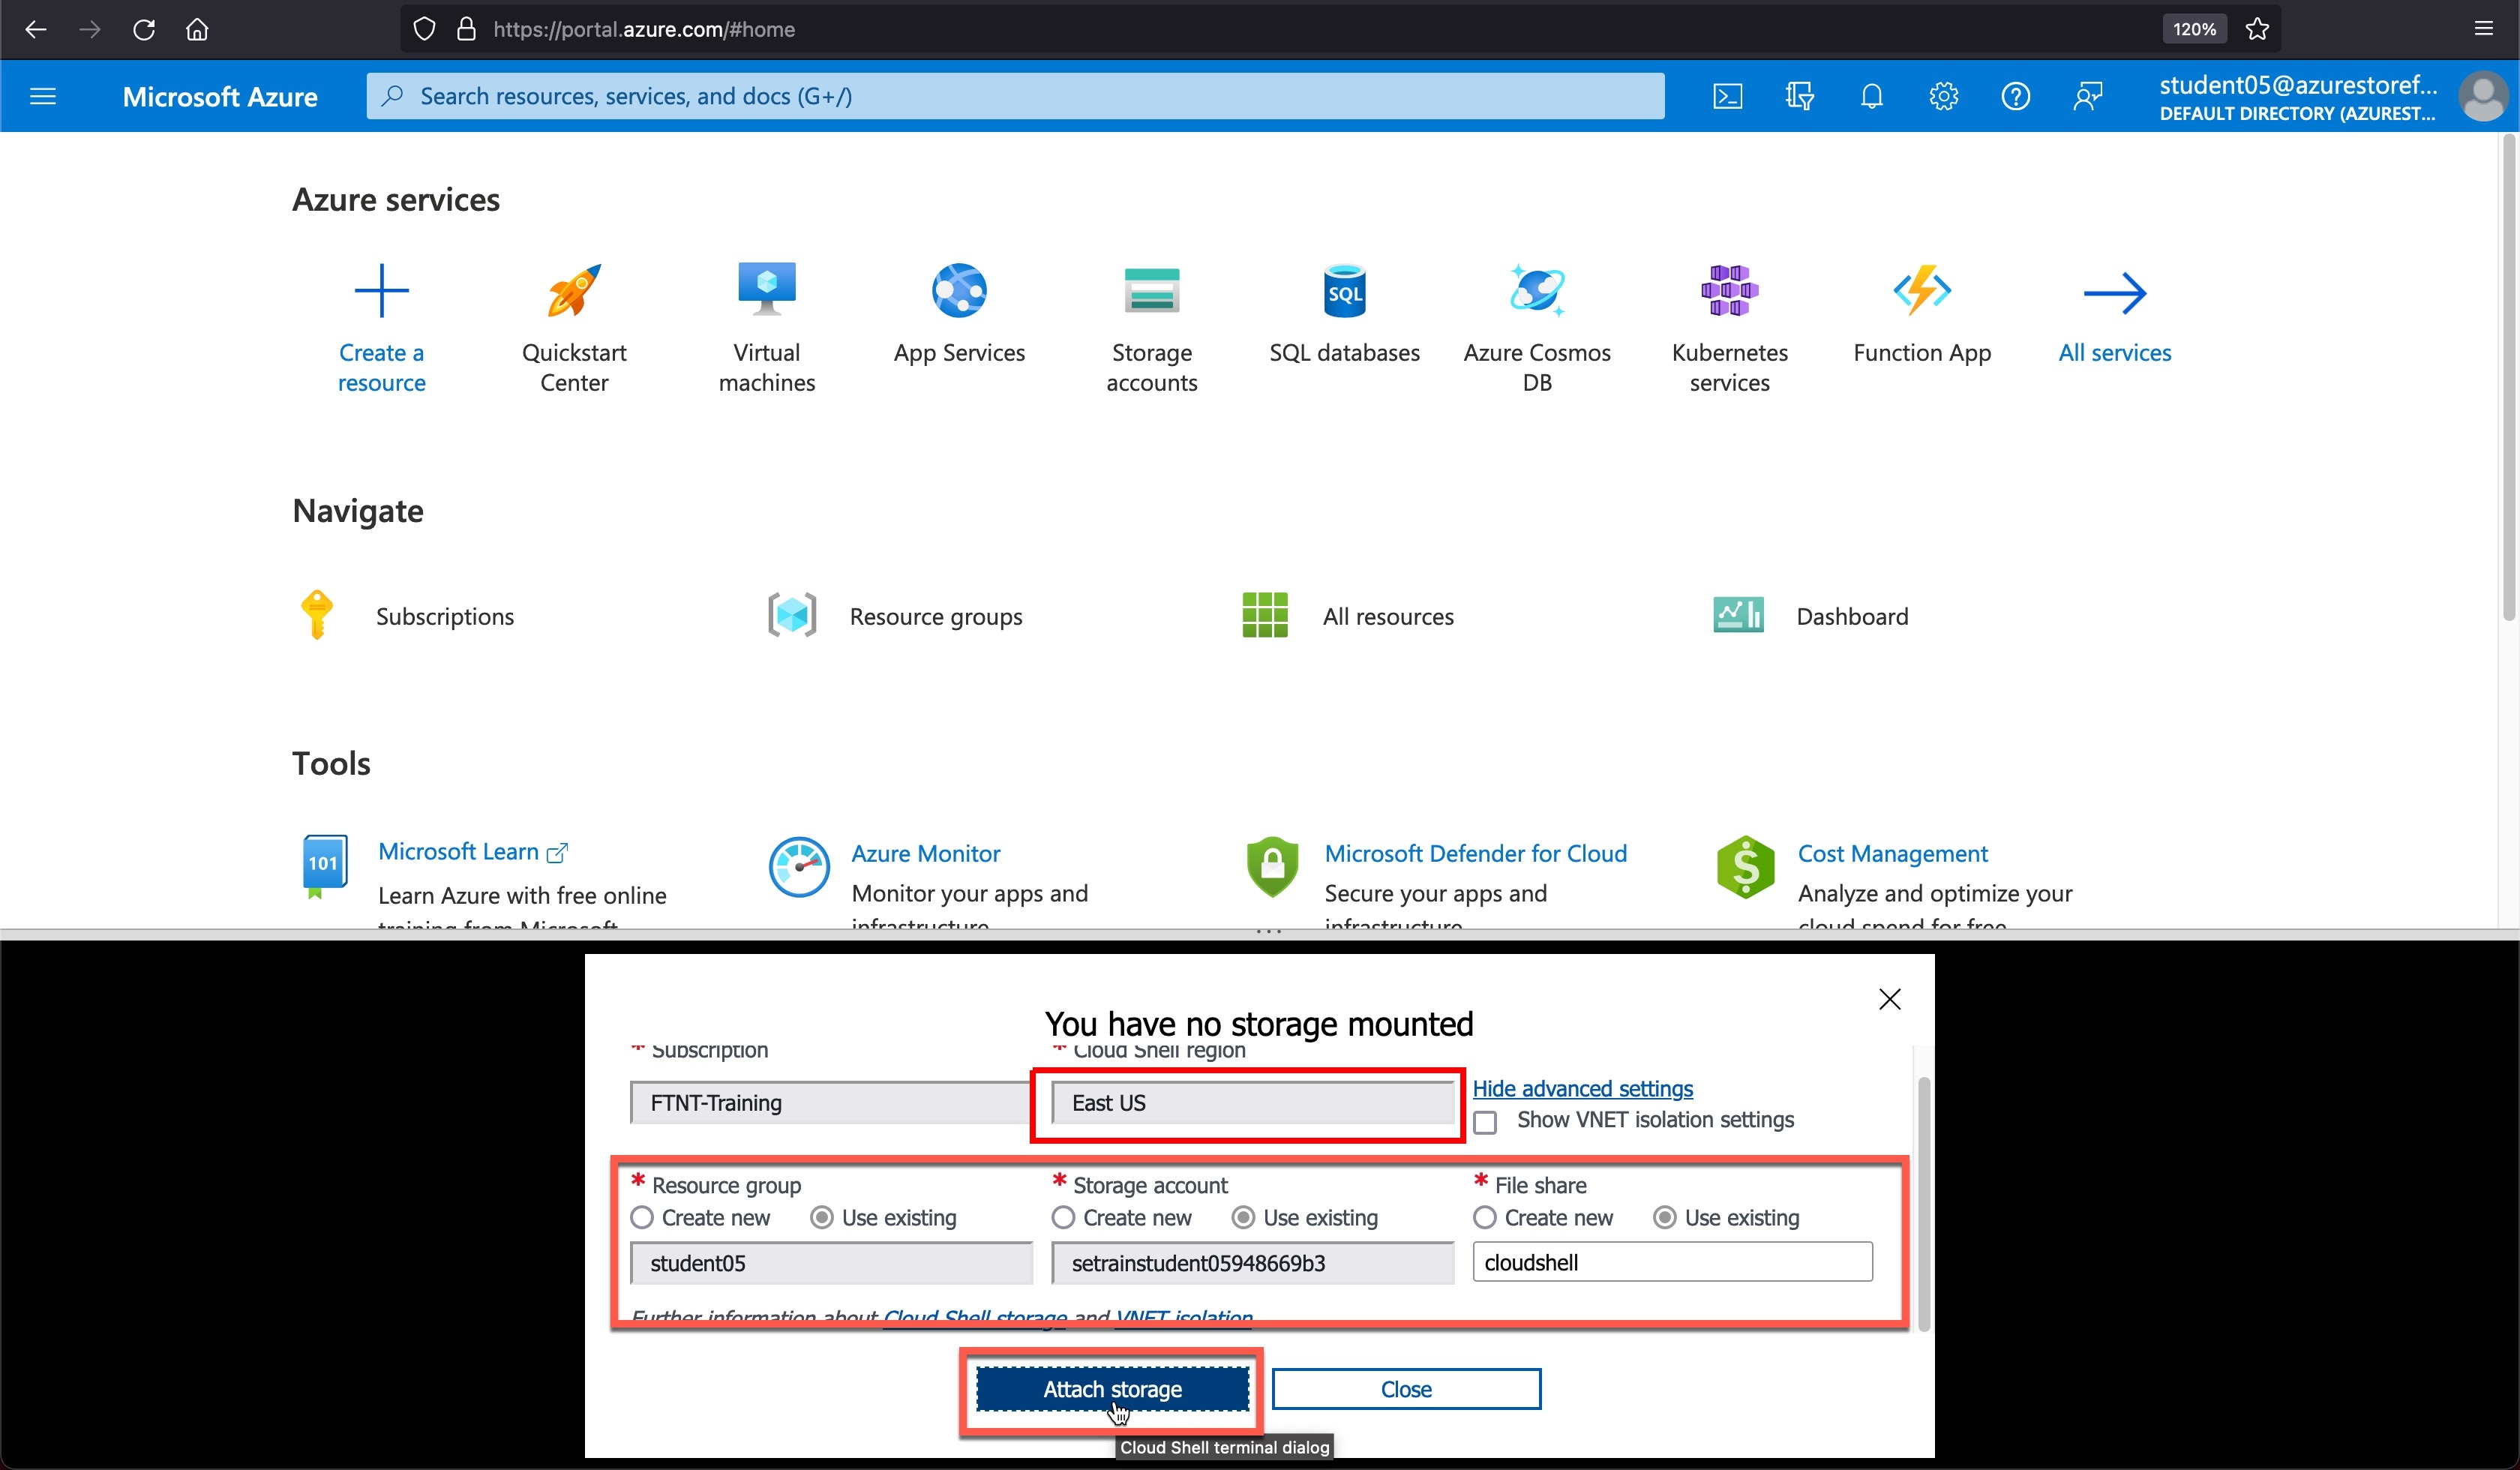 https://portal.azure.com/#home
120%
Microsoft Azure
Search resources, services, and docs (G+/)
student05@azurestoref...
DEFAULT DIRECTORY (AZUREST...
Azure services
Create a resource
Quickstart Center
Virtual machines
App Services
Storage accounts
SQL
SQL databases
Azure Cosmos DB
Kubernetes services
Function App
All services
Navigate
Subscriptions
Resource groups
All resources
Dashboard
Tools
101
Microsoft Learn
Learn Azure with free online
training from Microsoft
Azure Monitor
Monitor your apps and
infrastructure
Microsoft Defender for Cloud
Secure your apps and
infrastructure
Cost Management
Analyze and optimize your
cloud spend for free
You have no storage mounted
* Subscription
* Cloud Shell region
FTNT-Training
East US
Hide advanced settings
Show VNET isolation settings
* Resource group
Create new Use existing
student05
* Storage account
Create new Use existing
setrainstudent05948669b3
* File share
Create new Use existing
cloudshell
Further information about Cloud Shell storage and VNET isolation
Attach storage
Close
Cloud Shell terminal dialog